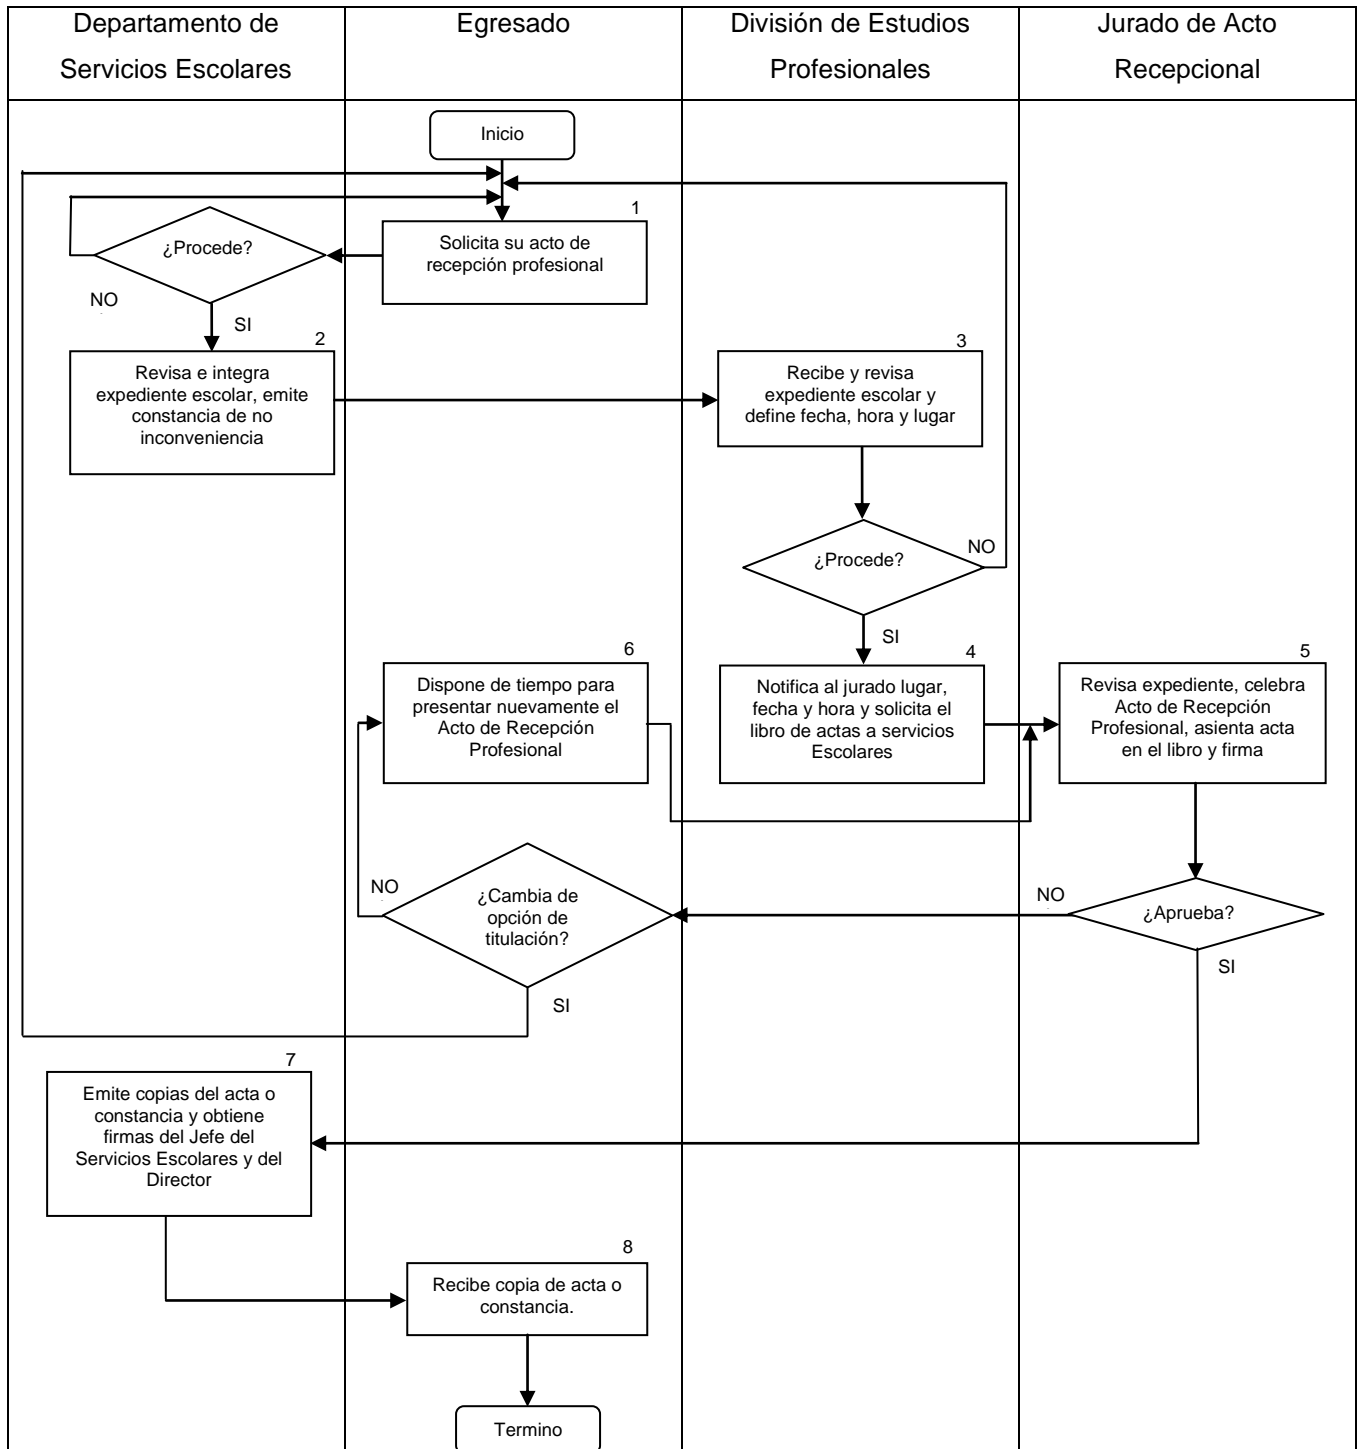 Departamento de
Servicios Escolares
Egresado
División de Estudios
Profesionales
Jurado de Acto
Recepcional
Inicio
1
Solicita su acto de
recepción profesional
¿Procede?
NO
SI
2
Revisa e integra
expediente escolar, emite
constancia de no
inconveniencia
3
Recibe y revisa
expediente escolar y
define fecha, hora y lugar
¿Procede?
NO
SI
4
Notifica al jurado lugar,
fecha y hora y solicita el
libro de actas a servicios
Escolares
5
Revisa expediente, celebra
Acto de Recepción
Profesional, asienta acta
en el libro y firma
6
Dispone de tiempo para
presentar nuevamente el
Acto de Recepción
Profesional
¿Aprueba?
NO
SI
¿Cambia de
opción de
titulación?
NO
SI
7
Emite copias del acta o
constancia y obtiene
firmas del Jefe del
Servicios Escolares y del
Director
8
Recibe copia de acta o
constancia.
Termino